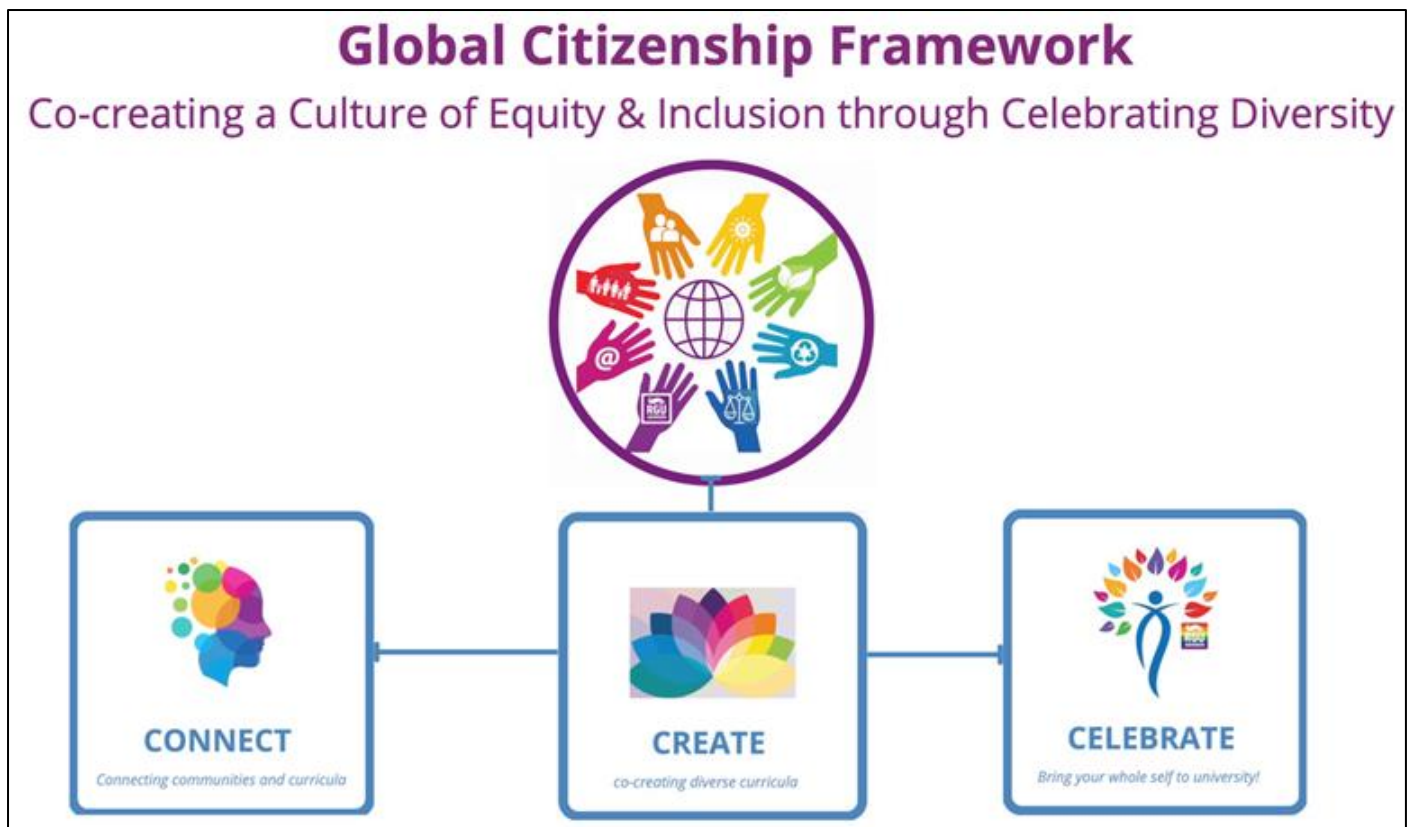 Global Citizenship Framework
Co-creating a Culture of Equity & Inclusion through Celebrating Diversity
@
RGU
CONNECT
Connecting communities and curricula
CREATE
co-creating diverse curricula
CELEBRATE
Bring your whole self to university!